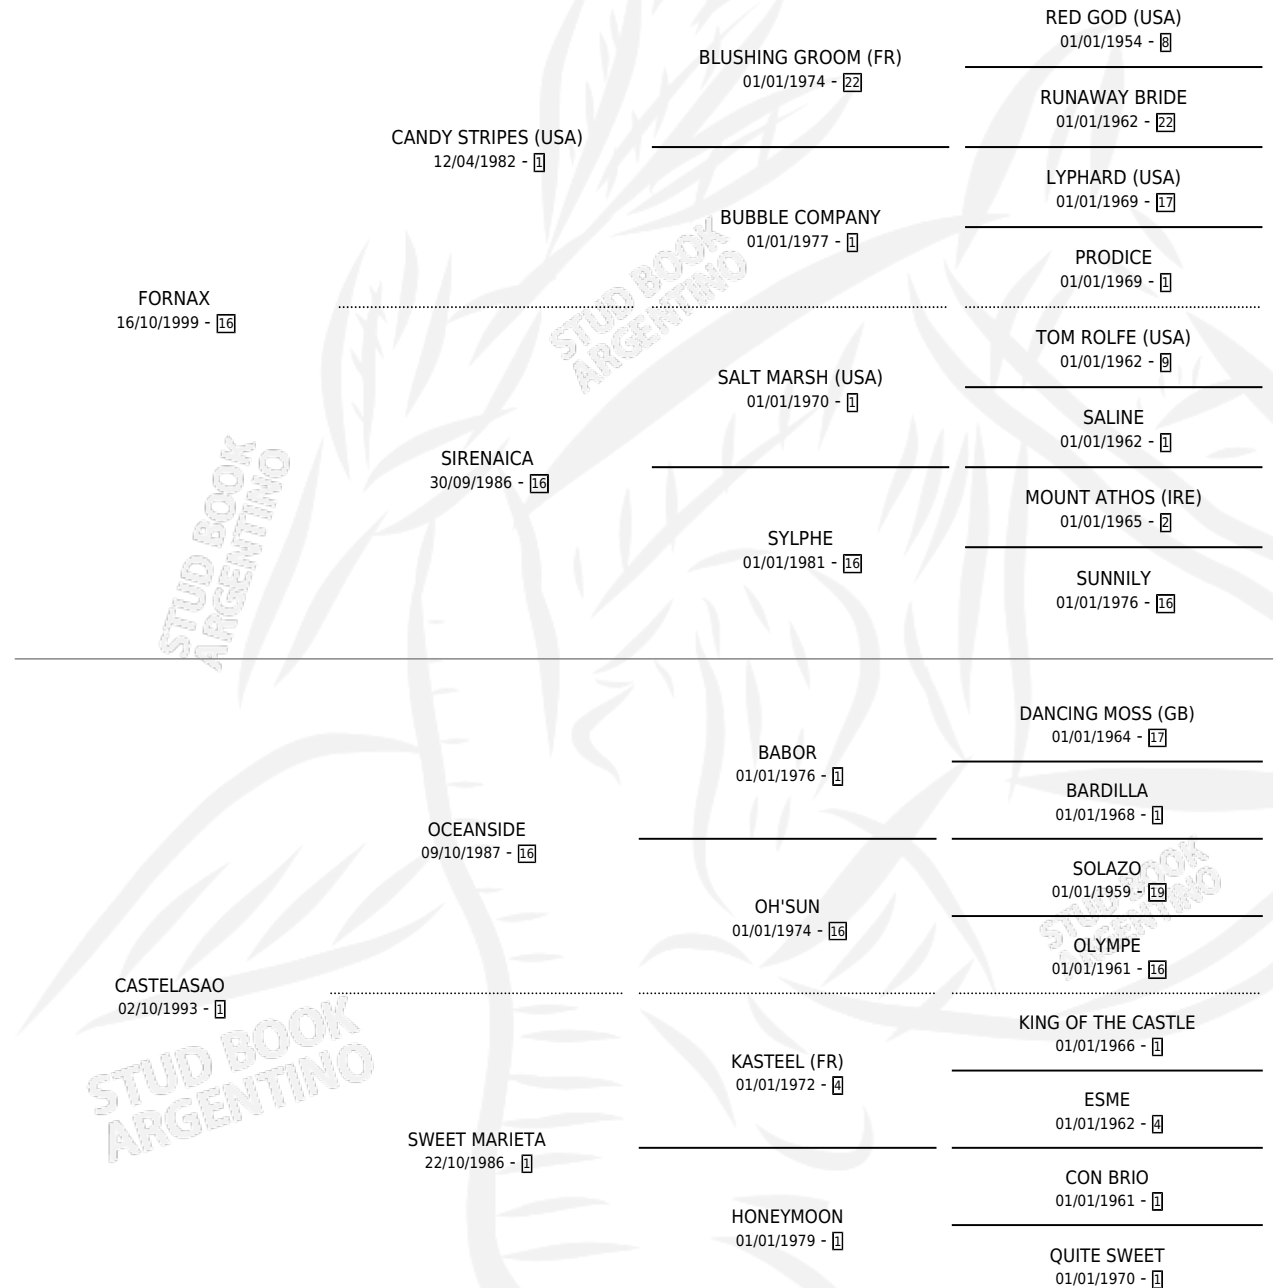 RED GOD (USA)
01/01/1954 - 8
BLUSHING GROOM (FR)
01/01/1974 - 22
RUNAWAY BRIDE
01/01/1962 - 22
CANDY STRIPES (USA)
12/04/1982 - 1
LYPHARD (USA)
01/01/1969 - 17
BUBBLE COMPANY
01/01/1977 - 1
PRODICE
01/01/1969 - 1
FORNAX
16/10/1999 - 16
TOM ROLFE (USA)
01/01/1962 - 9
SALT MARSH (USA)
01/01/1970 - 1
SALINE
01/01/1962 - 1
SIRENAICA
30/09/1986 - 16
MOUNT ATHOS (IRE)
01/01/1965 - 2
SYLPHE
01/01/1981 - 16
SUNNILY
01/01/1976 - 16
DANCING MOSS (GB)
01/01/1964 - 17
BABOR
01/01/1976 - 1
BARDILLA
01/01/1968 - 1
OCEANSIDE
09/10/1987 - 16
SOLAZO
01/01/1959 - 19
OH'SUN
01/01/1974 - 16
OLYMPE
01/01/1961 - 16
CASTELASAO
02/10/1993 - 1
KING OF THE CASTLE
01/01/1966 - 1
KASTEEL (FR)
01/01/1972 - 4
ESME
01/01/1962 - 4
SWEET MARIETA
22/10/1986 - 1
CON BRIO
01/01/1961 - 1
HONEYMOON
01/01/1979 - 1
QUITE SWEET
01/01/1970 - 1
STUD BOOK
ARGENTINO
STUD BOOK
ARGENTINO
STUD BOOK
ARGENTINO
STUD BOOK
ARGENTINO